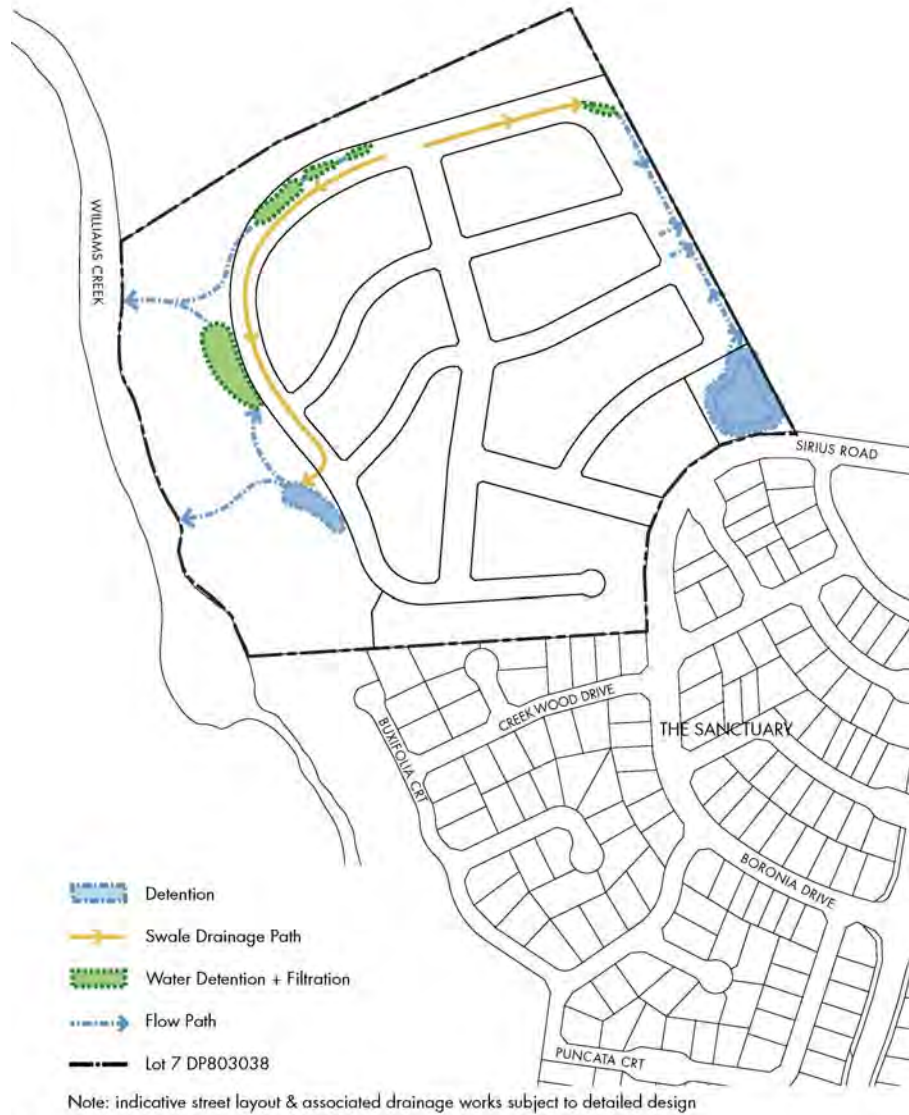 WILLIAMS CREEK
SIRIUS ROAD
CREEK WOOD DRIVE
THE SANCTUARY
BUXIFOLIA CRT
BORONIA DRIVE
PUNCATA CRT
Detention
Swale Drainage Path
Water Detention + Filtration
Flow Path
Lot 7 DP803038
Note: indicative street layout & associated drainage works subject to detailed design